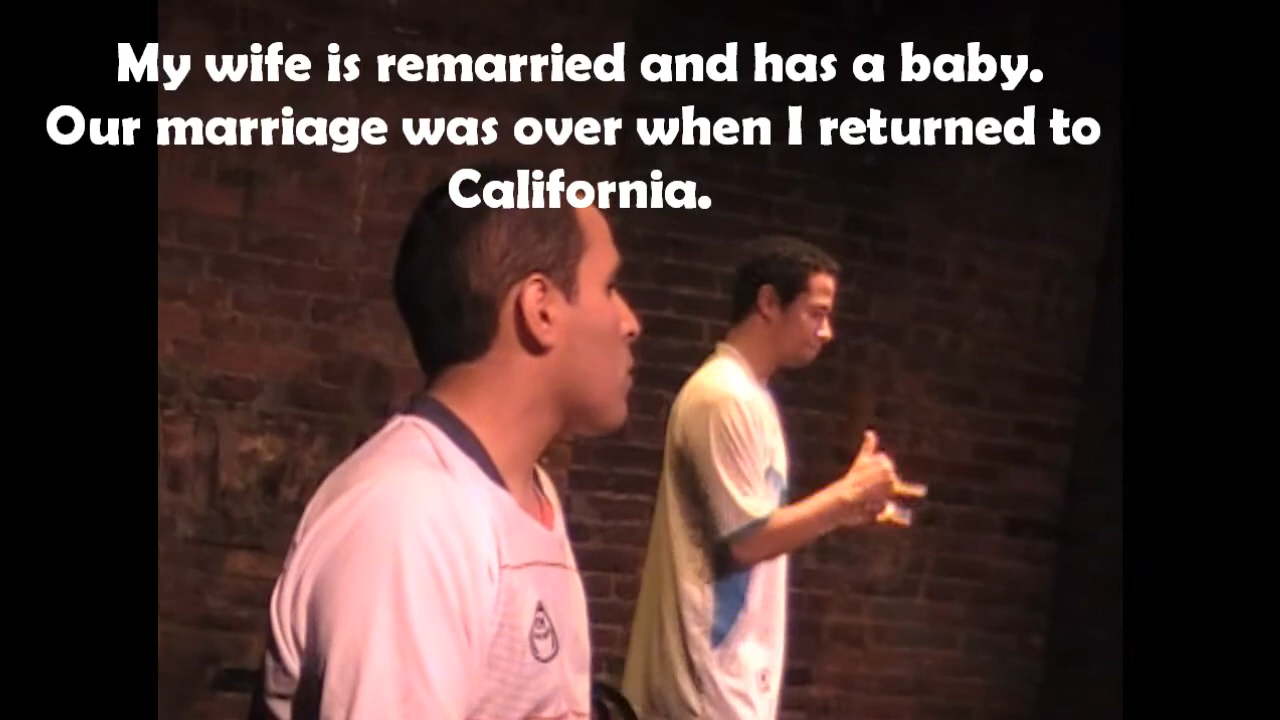 My wife is remarried and has a baby.
Our marriage was over when I returned to
California.